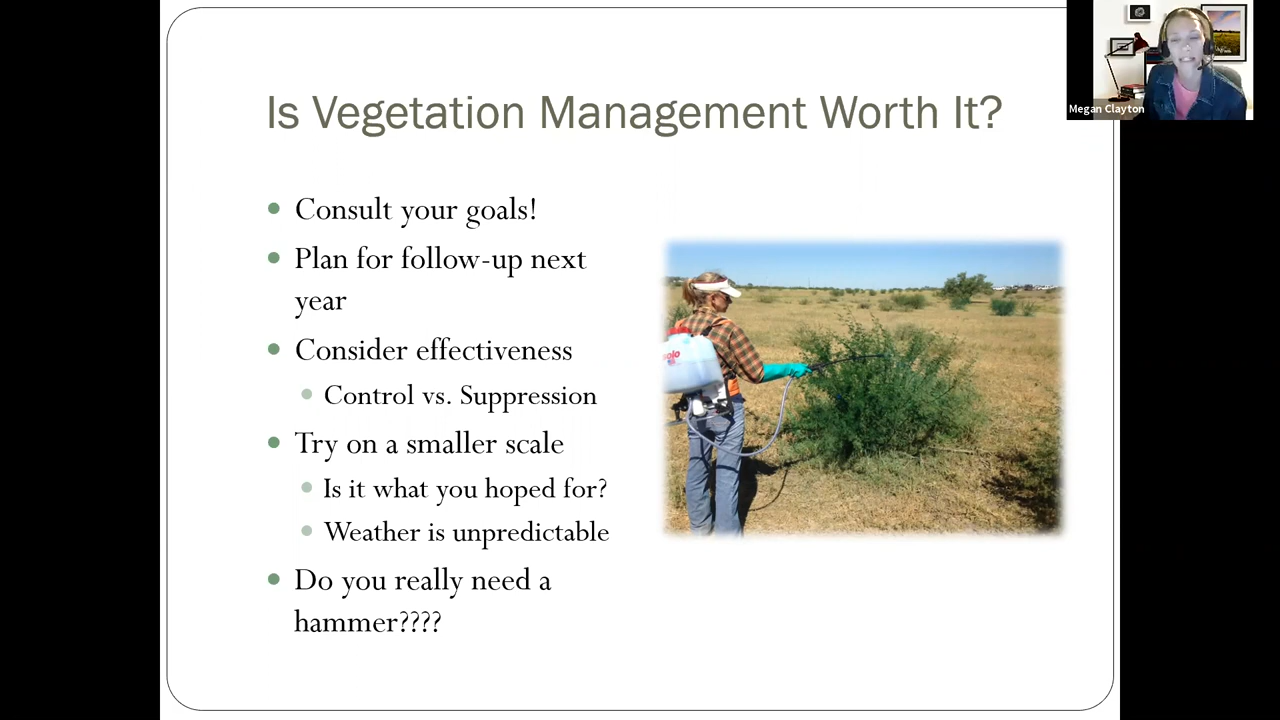 Is Vegetation Management Worth It?
Megan Clayton
Consult your goals!
Plan for follow-up next
year
Consider effectiveness
Control vs. Suppression
Try on a smaller scale
Is it what you hoped for?
Weather is unpredictable
Do you really need a
hammer????
solo